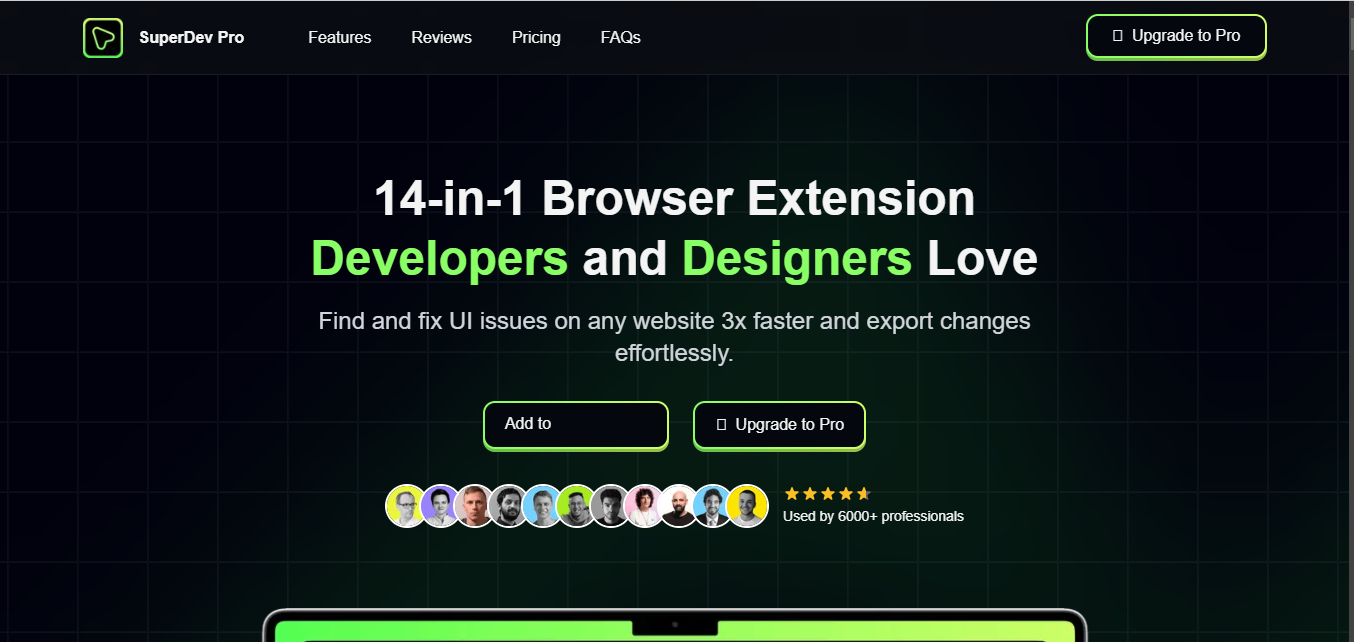 SuperDev Pro
Features
Reviews
Pricing
FAQs
Upgrade to Pro
14-in-1 Browser Extension
Developers and Designers Love
Find and fix UI issues on any website 3x faster and export changes
effortlessly.
Add to
Upgrade to Pro
Used by 6000+ professionals